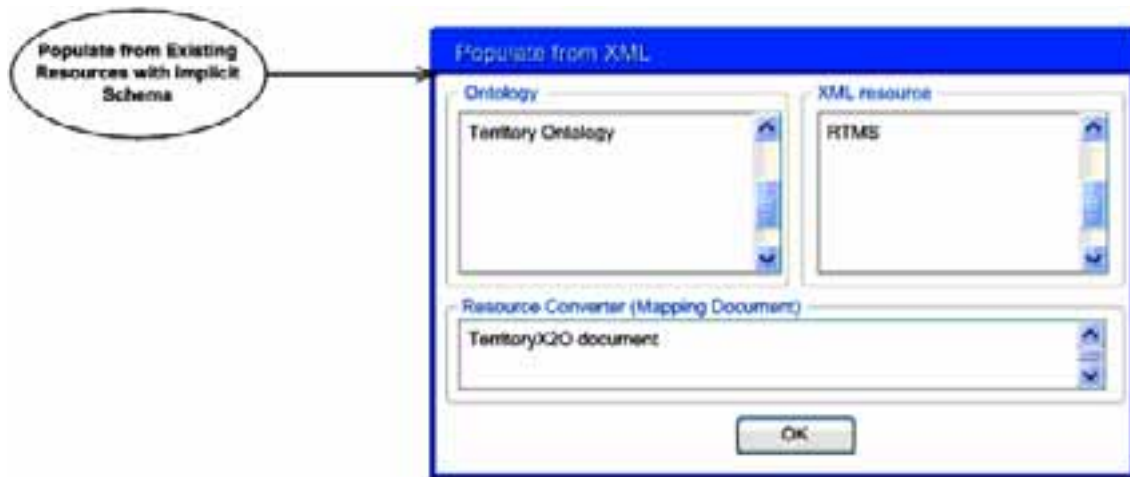 Populate from Existing
Resources with Implicit
Schema
Populate from XML
Ontology
XML resource
Territory Ontology
RTMS
Resource Converter (Mapping Document)
TerritoryX2O document
OK